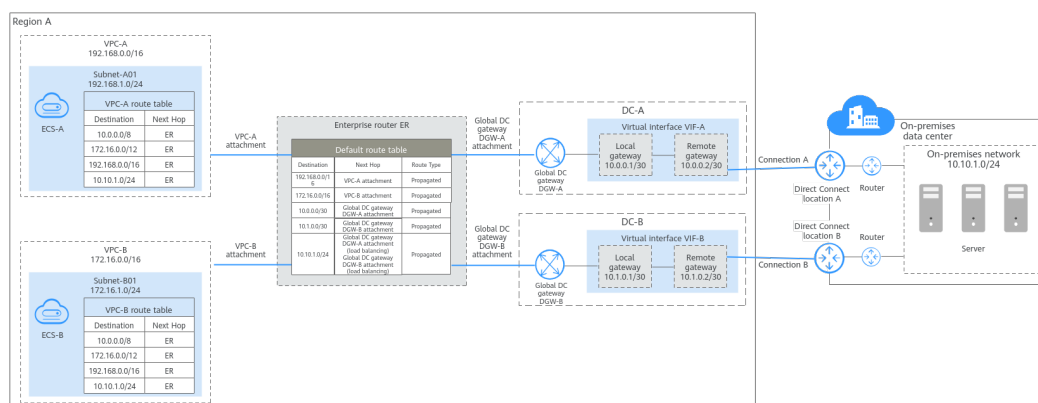 Region A
VPC-A
192.168.0.0/16
Subnet-A01
192.168.1.0/24
ECS-A
VPC-A route table
Destination Next Hop
10.0.0.0/8 ER
172.16.0.0/12 ER
192.168.0.0/16 ER
10.10.1.0/24 ER
VPC-A
attachment
VPC-B
172.16.0.0/16
Subnet-B01
172.16.1.0/24
ECS-B
VPC-B route table
Destination Next Hop
10.0.0.0/8 ER
172.16.0.0/12 ER
192.168.0.0/16 ER
10.10.1.0/24 ER
VPC-B
attachment
Enterprise router ER
Default route table
Destination Next Hop Route Type
192.168.0.0/1
6
VPC-A attachment Propagated
172.16.0.0/16 VPC-B attachment Propagated
10.0.0.0/30
Global DC gateway
DGW-A attachment
Propagated
10.1.0.0/30
Global DC gateway
DGW-B attachment
Propagated
10.10.1.0/24
Global DC gateway
DGW-A attachment
(load balancing)
Global DC gateway
DGW-B attachment
(load balancing)
Propagated
Global DC
gateway
DGW-A
attachment
DC-A
Global DC
gateway
DGW-A
Virtual interface VIF-A
Local
gateway
10.0.0.1/30
Remote
gateway
10.0.0.2/30
Connection A
Global DC
gateway
DGW-B
attachment
DC-B
Global DC
gateway
DGW-B
Virtual interface VIF-B
Local
gateway
10.1.0.1/30
Remote
gateway
10.1.0.2/30
Connection B
Direct Connect
location A
Router
Direct Connect
location B
Router
On-premises
data center
On-premises network
10.10.1.0/24
Server